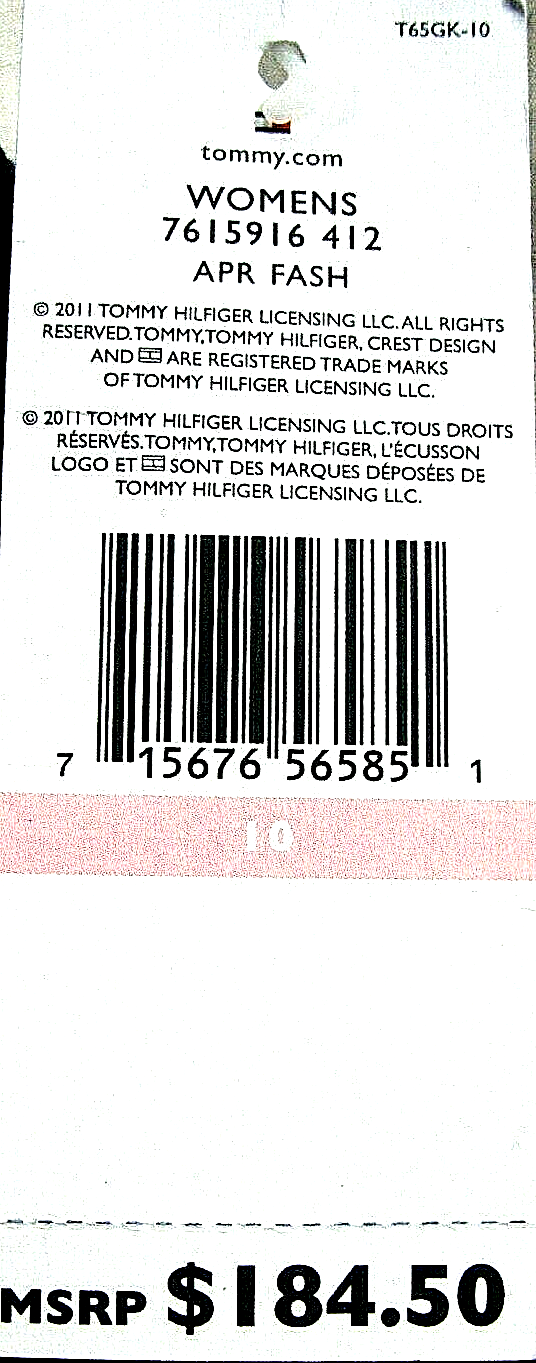 T65GK-10
tommy.com
WOMENS
7615916 412
APR FASH
© 2011 TOMMY HILFIGER LICENSING LLC. ALL RIGHTS
RESERVED.TOMMY,TOMMY HILFIGER, CREST DESIGN
AND ARE REGISTERED TRADE MARKS
OF TOMMY HILFIGER LICENSING LLC.
© 2011 TOMMY HILFIGER LICENSING LLC.TOUS DROITS
RÉSERVÉS.TOMMY,TOMMY HILFIGER, L'ÉCUSSON
LOGO ET SONT DES MARQUES DÉPOSÉES DE
TOMMY HILFIGER LICENSING LLC.
7 15676 56585 1
10
MSRP $184.50